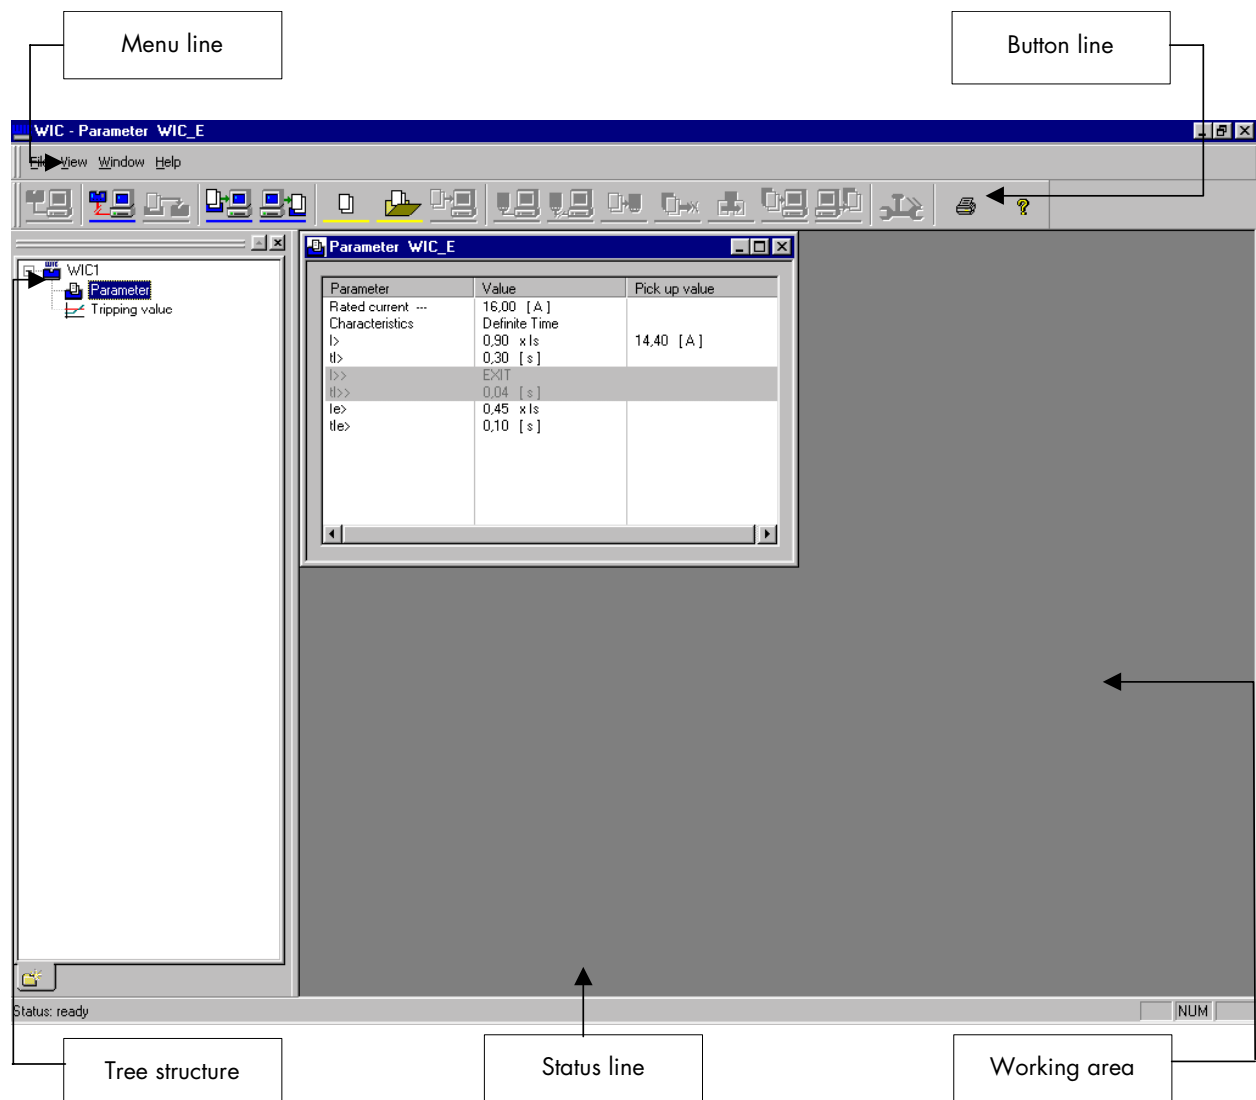 Menu line
Button line
WIC - Parameter WIC_E
File View Window Help
WIC1
Parameter
Tripping value
Parameter WIC_E
Parameter Value Pick up value
Rated current --- 16,00 [A]
Characteristics Definite Time
I> 0,90 x Is 14,40 [A]
tI> 0,30 [s]
I>> EXIT
tI>> 0,04 [s]
Ie> 0,45 x Is
tIe> 0,10 [s]
Status: ready NUM
Tree structure
Status line
Working area